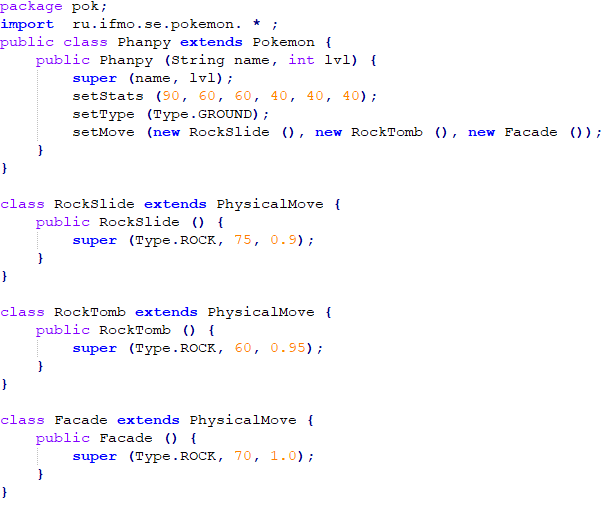 package pok;
import ru.ifmo.se.pokemon. * ;
public class Phanpy extends Pokemon {
public Phanpy (String name, int lvl) {
super (name, lvl);
setStats (90, 60, 60, 40, 40, 40);
setType (Type.GROUND);
setMove (new RockSlide (), new RockTomb (), new Facade ());
}
}
class RockSlide extends PhysicalMove {
public RockSlide () {
super (Type.ROCK, 75, 0.9);
}
}
class RockTomb extends PhysicalMove {
public RockTomb () {
super (Type.ROCK, 60, 0.95);
}
}
class Facade extends PhysicalMove {
public Facade () {
super (Type.ROCK, 70, 1.0);
}
}